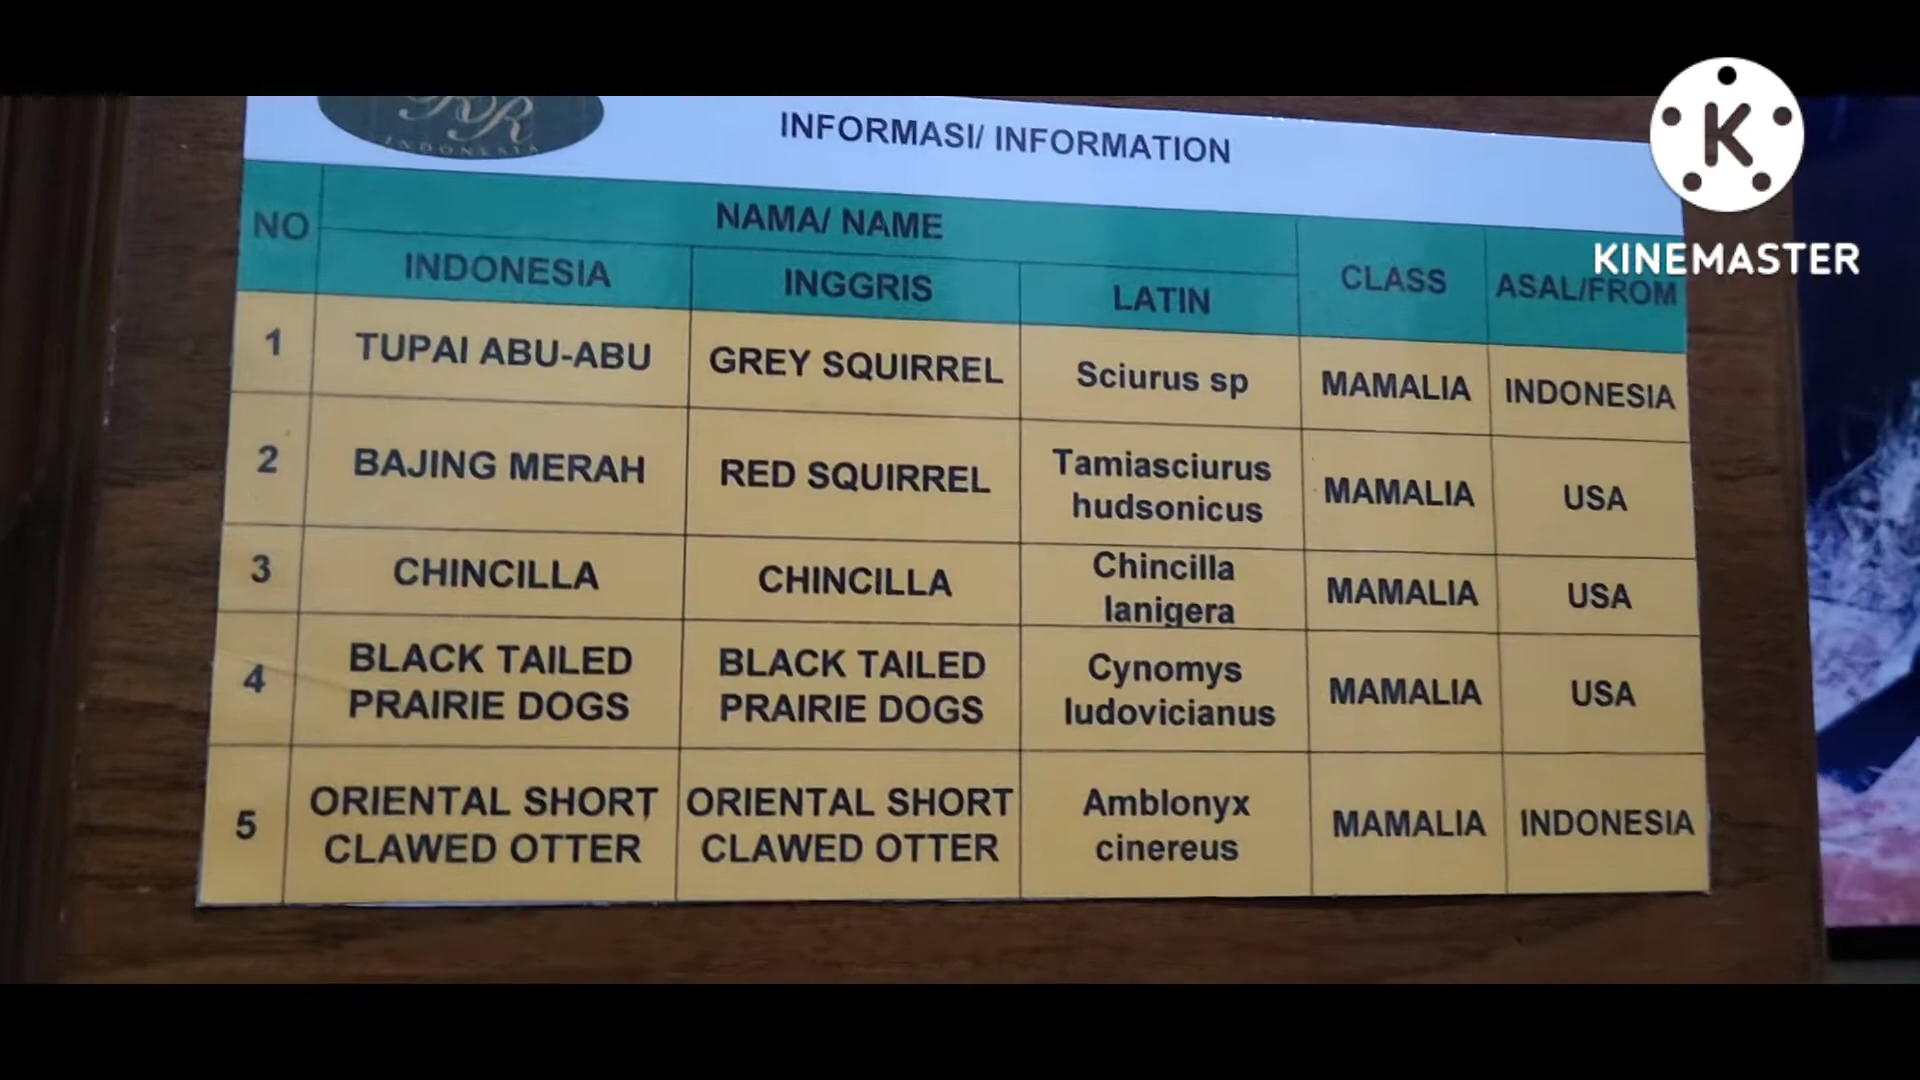 RR
INDONESIA
INFORMASI/ INFORMATION
NO
NAMA/ NAME
INDONESIA
INGGRIS
LATIN
CLASS
ASAL/FROM
1
TUPAI ABU-ABU
GREY SQUIRREL
Sciurus sp
MAMALIA
INDONESIA
2
BAJING MERAH
RED SQUIRREL
Tamiasciurus
hudsonicus
MAMALIA
USA
3
CHINCILLA
CHINCILLA
Chincilla
lanigera
MAMALIA
USA
4
BLACK TAILED
PRAIRIE DOGS
BLACK TAILED
PRAIRIE DOGS
Cynomys
ludovicianus
MAMALIA
USA
5
ORIENTAL SHORT
CLAWED OTTER
ORIENTAL SHORT
CLAWED OTTER
Amblonyx
cinereus
MAMALIA
INDONESIA
K
KINEMASTER